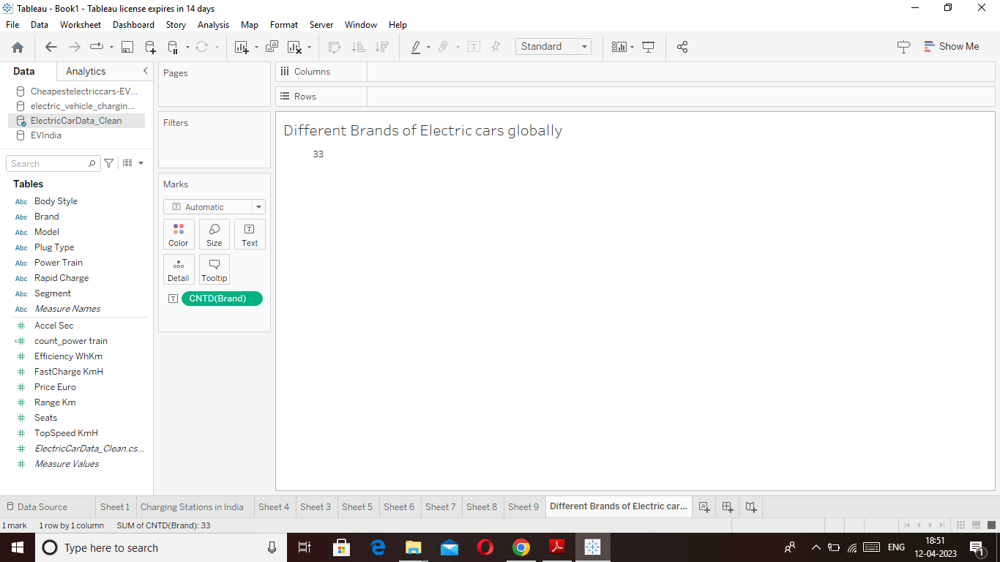 Tableau - Book1 - Tableau license expires in 14 days
File Data Worksheet Dashboard Story Analysis Map Format Server Window Help
Standard
Show Me
Data Analytics
Cheapestelectriccars-EV...
electric_vehicle_chargin...
ElectricCarData_Clean
EVIndia
Search
Tables
Abc Body Style
Abc Brand
Abc Model
Abc Plug Type
Abc Power Train
Abc Rapid Charge
Abc Segment
Abc Measure Names
# Accel Sec
=# count_power train
# Efficiency WhKm
# FastCharge KmH
# Price Euro
# Range Km
# Seats
# TopSpeed KmH
# ElectricCarData_Clean.cs...
# Measure Values
Pages
Filters
Marks
T Automatic
Color Size T Text
Detail Tooltip
T CNTD(Brand)
Columns
Rows
Different Brands of Electric cars globally
33
Data Source Sheet 1 Charging Stations in India Sheet 4 Sheet 3 Sheet 5 Sheet 6 Sheet 7 Sheet 8 Sheet 9 Different Brands of Electric car...
1 mark 1 row by 1 column SUM of CNTD(Brand): 33
Type here to search
ENG
18:51
12-04-2023
1